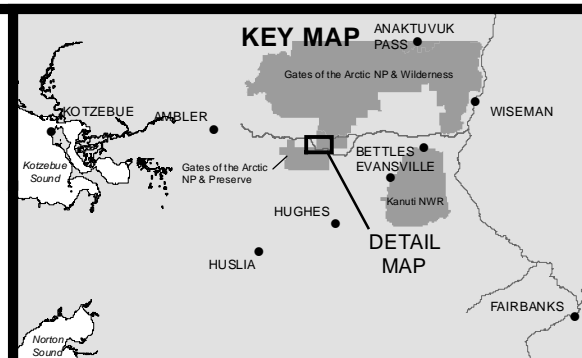 KEY MAP
ANAKTUVUK
PASS
Gates of the Arctic NP & Wilderness
KOTZEBUE
AMBLER
WISEMAN
Kotzebue
Sound
Gates of the Arctic
NP & Preserve
BETTLES
EVANSVILLE
Kanuti NWR
HUGHES
DETAIL
MAP
HUSLIA
FAIRBANKS
Norton
Sound